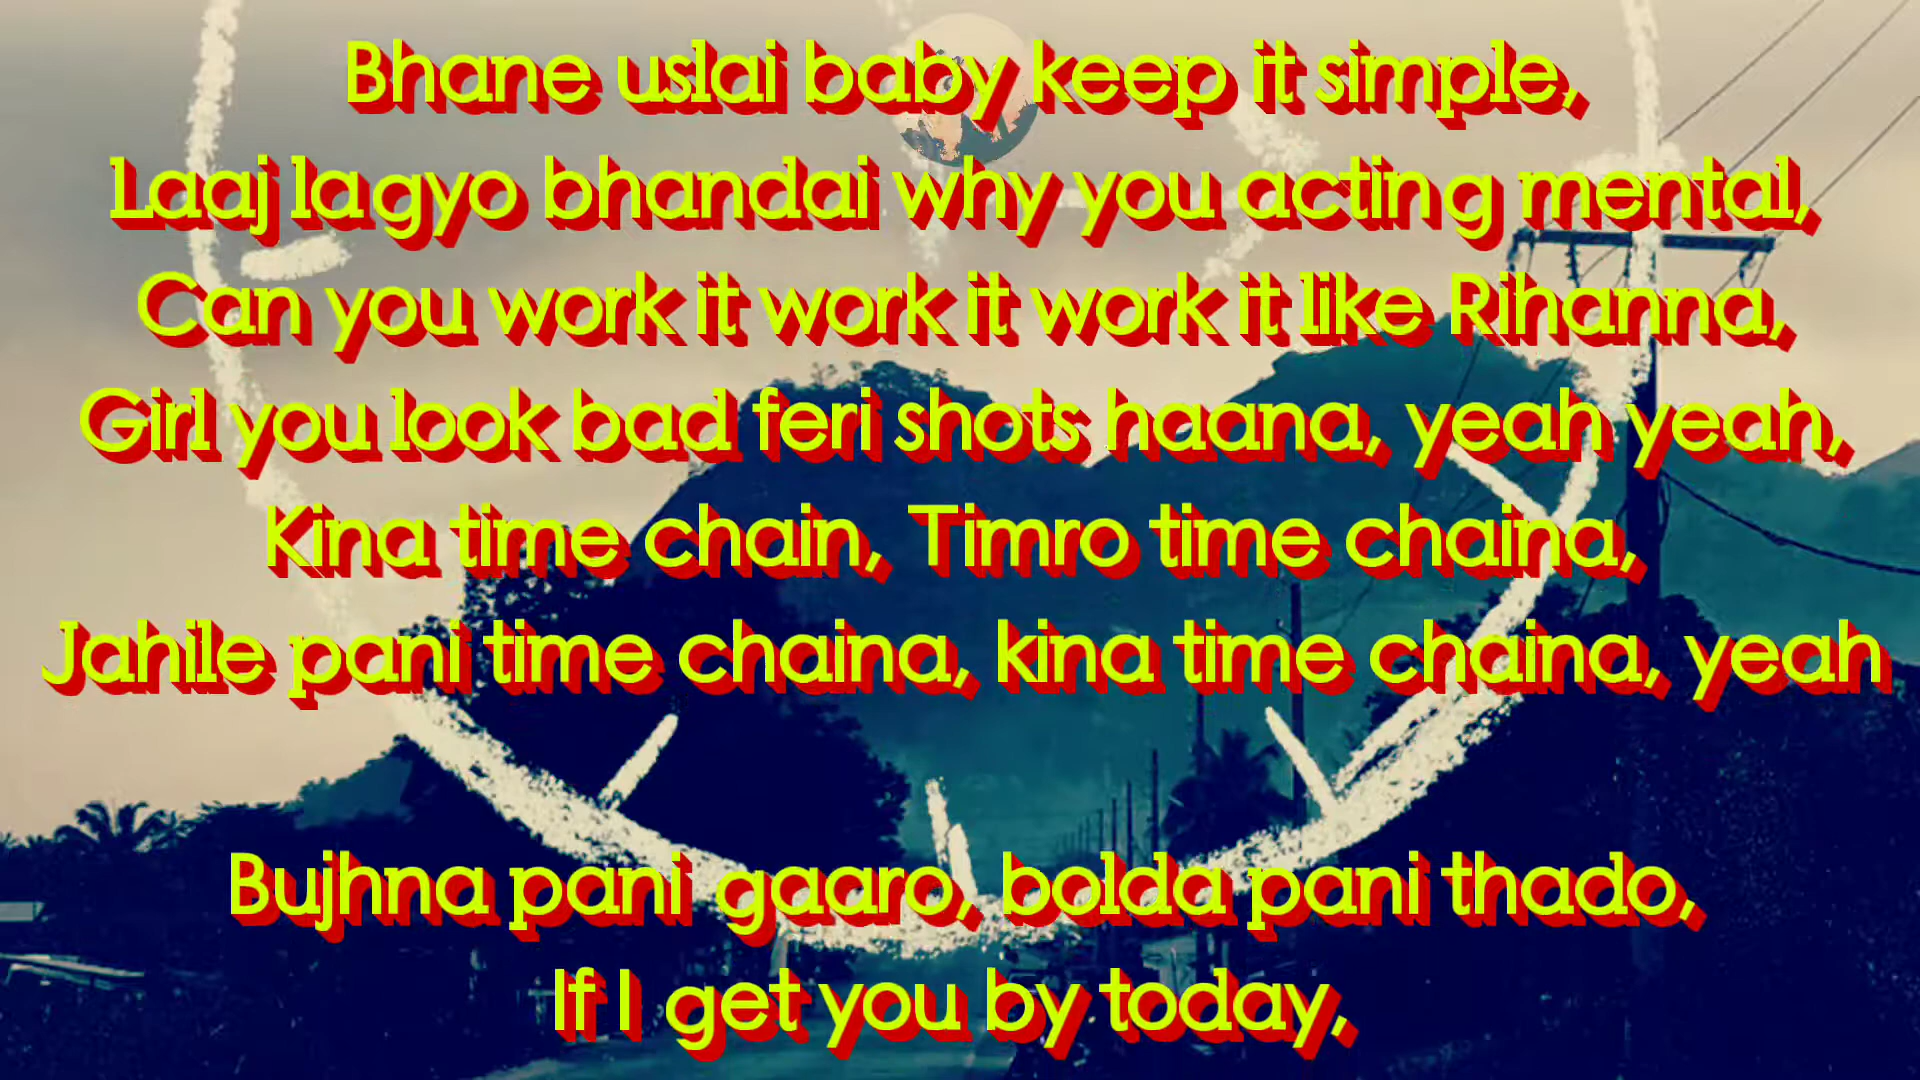 Bhane uslai baby keep it simple,
Laaj lagyo bhandai why you acting mental,
Can you work it work it work it like Rihanna,
Girl you look bad feri shots haana, yeah yeah,
Kina time chain, Timro time chaina,
Jahile pani time chaina, kina time chaina, yeah
Bujhna pani gaaro, bolda pani thado,
If I get you by today,